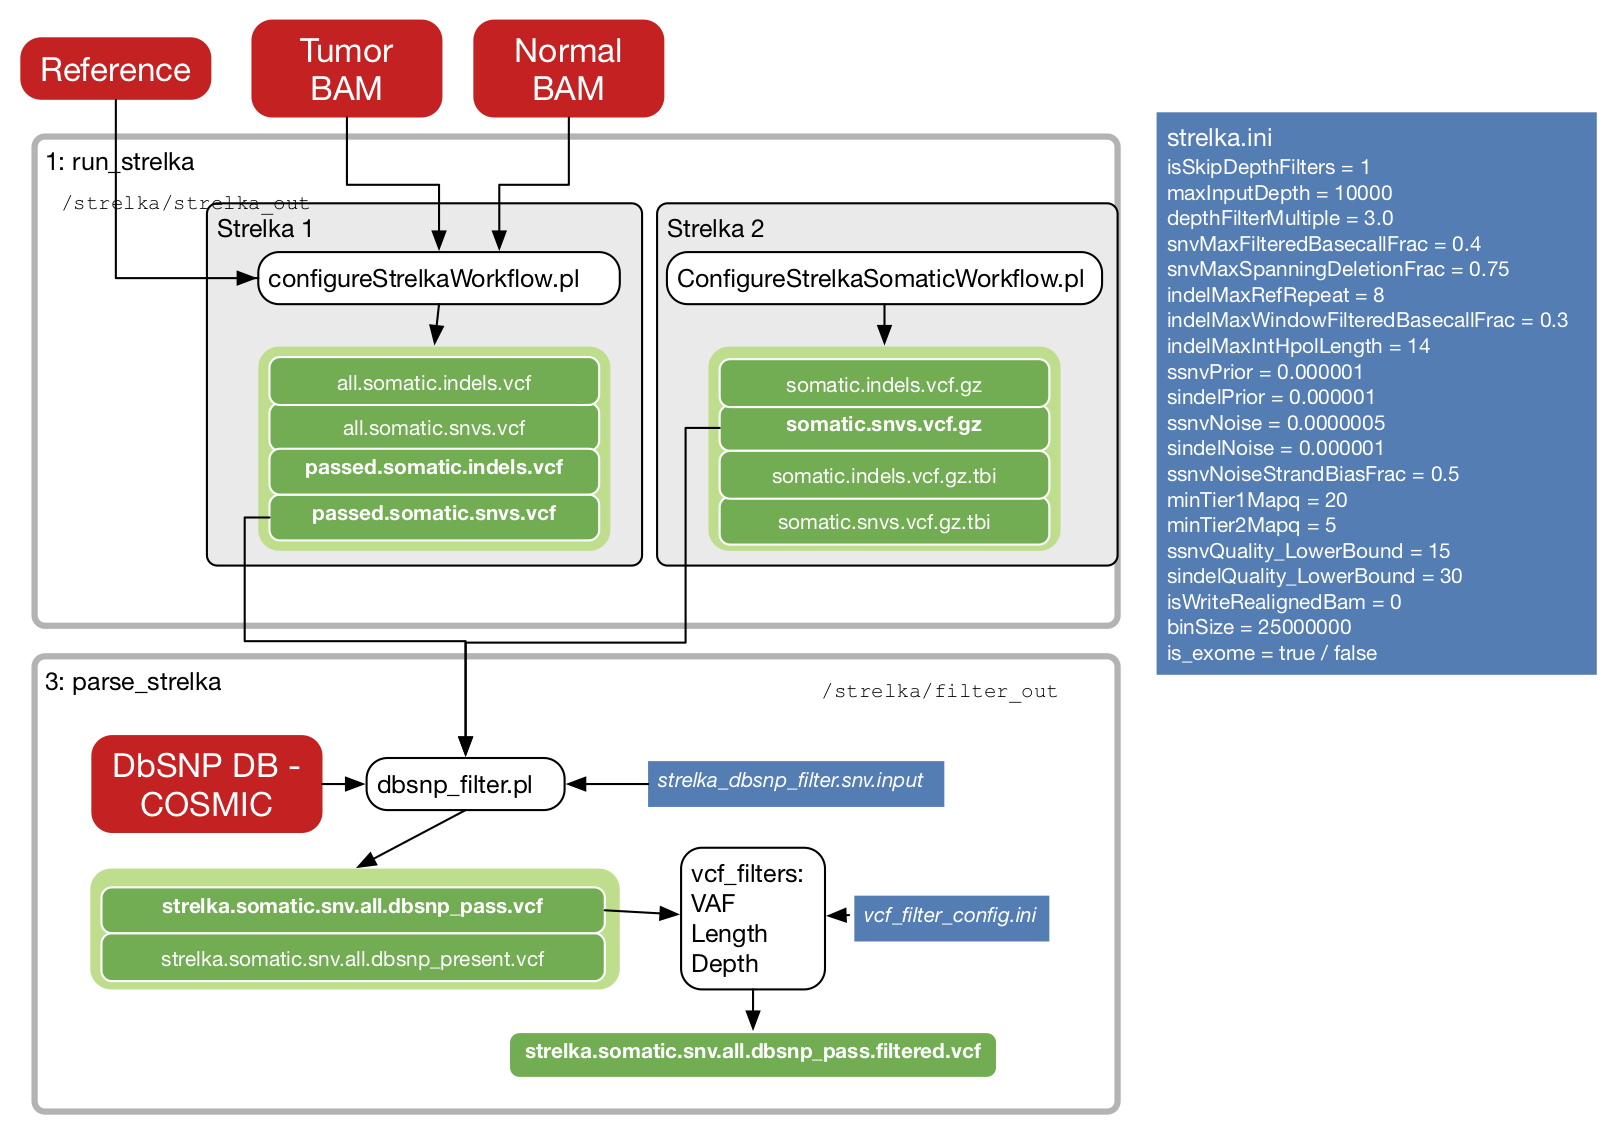 Reference
Tumor
BAM
Normal
BAM
1: run_strelka
/strelka/strelka_out
Strelka 1
configureStrelkaWorkflow.pl
all.somatic.indels.vcf
all.somatic.snvs.vcf
passed.somatic.indels.vcf
passed.somatic.snvs.vcf
Strelka 2
ConfigureStrelkaSomaticWorkflow.pl
somatic.indels.vcf.gz
somatic.snvs.vcf.gz
somatic.indels.vcf.gz.tbi
somatic.snvs.vcf.gz.tbi
strelka.ini
isSkipDepthFilters = 1
maxInputDepth = 10000
depthFilterMultiple = 3.0
snvMaxFilteredBasecallFrac = 0.4
snvMaxSpanningDeletionFrac = 0.75
indelMaxRefRepeat = 8
indelMaxWindowFilteredBasecallFrac = 0.3
indelMaxIntHpolLength = 14
ssnvPrior = 0.000001
sindelPrior = 0.000001
ssnvNoise = 0.0000005
sindelNoise = 0.000001
ssnvNoiseStrandBiasFrac = 0.5
minTier1Mapq = 20
minTier2Mapq = 5
ssnvQuality_LowerBound = 15
sindelQuality_LowerBound = 30
isWriteRealignedBam = 0
binSize = 25000000
is_exome = true / false
3: parse_strelka
/strelka/filter_out
DbSNP DB -
COSMIC
dbsnp_filter.pl
strelka_dbsnp_filter.snv.input
strelka.somatic.snv.all.dbsnp_pass.vcf
strelka.somatic.snv.all.dbsnp_present.vcf
vcf_filters:
VAF
Length
Depth
vcf_filter_config.ini
strelka.somatic.snv.all.dbsnp_pass.filtered.vcf